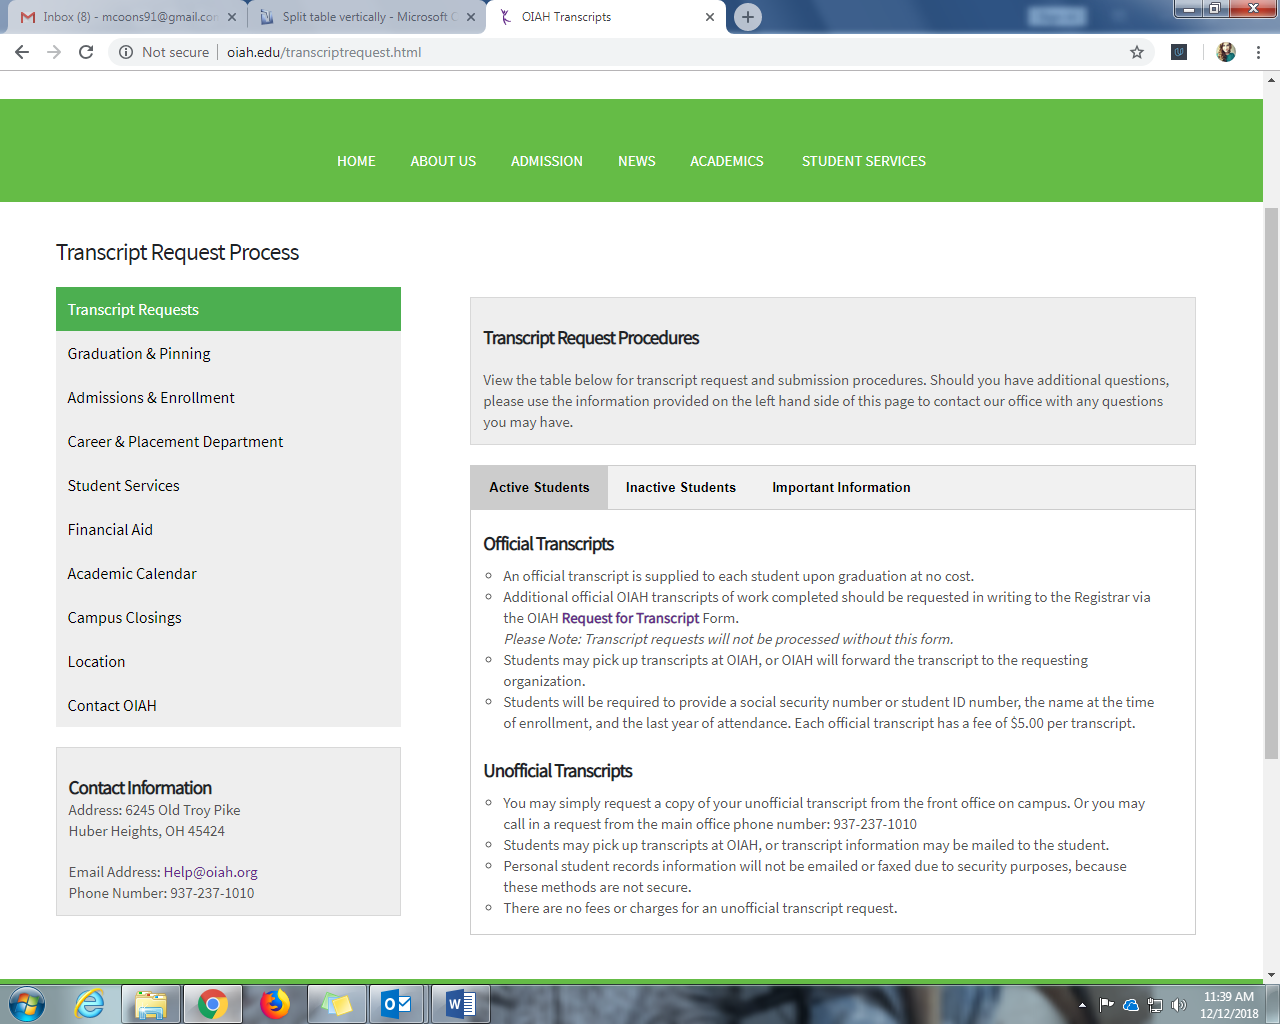 Inbox (8) - mcoons91@gmail.con
Split table vertically - Microsoft C
OIAH Transcripts
Not secure
oiah.edu/transcriptrequest.html
HOME ABOUT US ADMISSION NEWS ACADEMICS STUDENT SERVICES
Transcript Request Process
Transcript Requests
Graduation & Pinning
Admissions & Enrollment
Career & Placement Department
Student Services
Financial Aid
Academic Calendar
Campus Closings
Location
Contact OIAH
Contact Information
Address: 6245 Old Troy Pike
Huber Heights, OH 45424
Email Address: Help@oiah.org
Phone Number: 937-237-1010
Transcript Request Procedures
View the table below for transcript request and submission procedures. Should you have additional questions,
please use the information provided on the left hand side of this page to contact our office with any questions
you may have.
Active Students Inactive Students Important Information
Official Transcripts
An official transcript is supplied to each student upon graduation at no cost.
Additional official OIAH transcripts of work completed should be requested in writing to the Registrar via
the OIAH Request for Transcript Form.
Please Note: Transcript requests will not be processed without this form.
Students may pick up transcripts at OIAH, or OIAH will forward the transcript to the requesting
organization.
Students will be required to provide a social security number or student ID number, the name at the time
of enrollment, and the last year of attendance. Each official transcript has a fee of $5.00 per transcript.
Unofficial Transcripts
You may simply request a copy of your unofficial transcript from the front office on campus. Or you may
call in a request from the main office phone number: 937-237-1010
Students may pick up transcripts at OIAH, or transcript information may be mailed to the student.
Personal student records information will not be emailed or faxed due to security purposes, because
these methods are not secure.
There are no fees or charges for an unofficial transcript request.
11:39 AM
12/12/2018